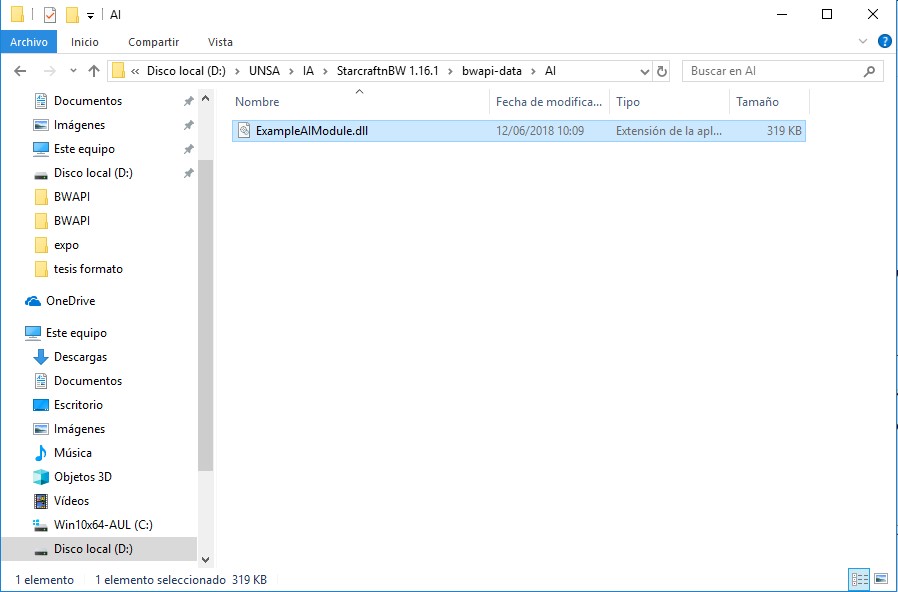 AI
Archivo Inicio Compartir Vista
« Disco local (D:) › UNSA › IA › StarcraftnBW 1.16.1 › bwapi-data › AI
Buscar en AI
Documentos
Imágenes
Este equipo
Disco local (D:)
BWAPI
BWAPI
expo
tesis formato
OneDrive
Este equipo
Descargas
Documentos
Escritorio
Imágenes
Música
Objetos 3D
Vídeos
Win10x64-AUL (C:)
Disco local (D:)
Nombre Fecha de modifica... Tipo Tamaño
ExampleAIModule.dll 12/06/2018 10:09 Extensión de la apl... 319 KB
1 elemento 1 elemento seleccionado 319 KB